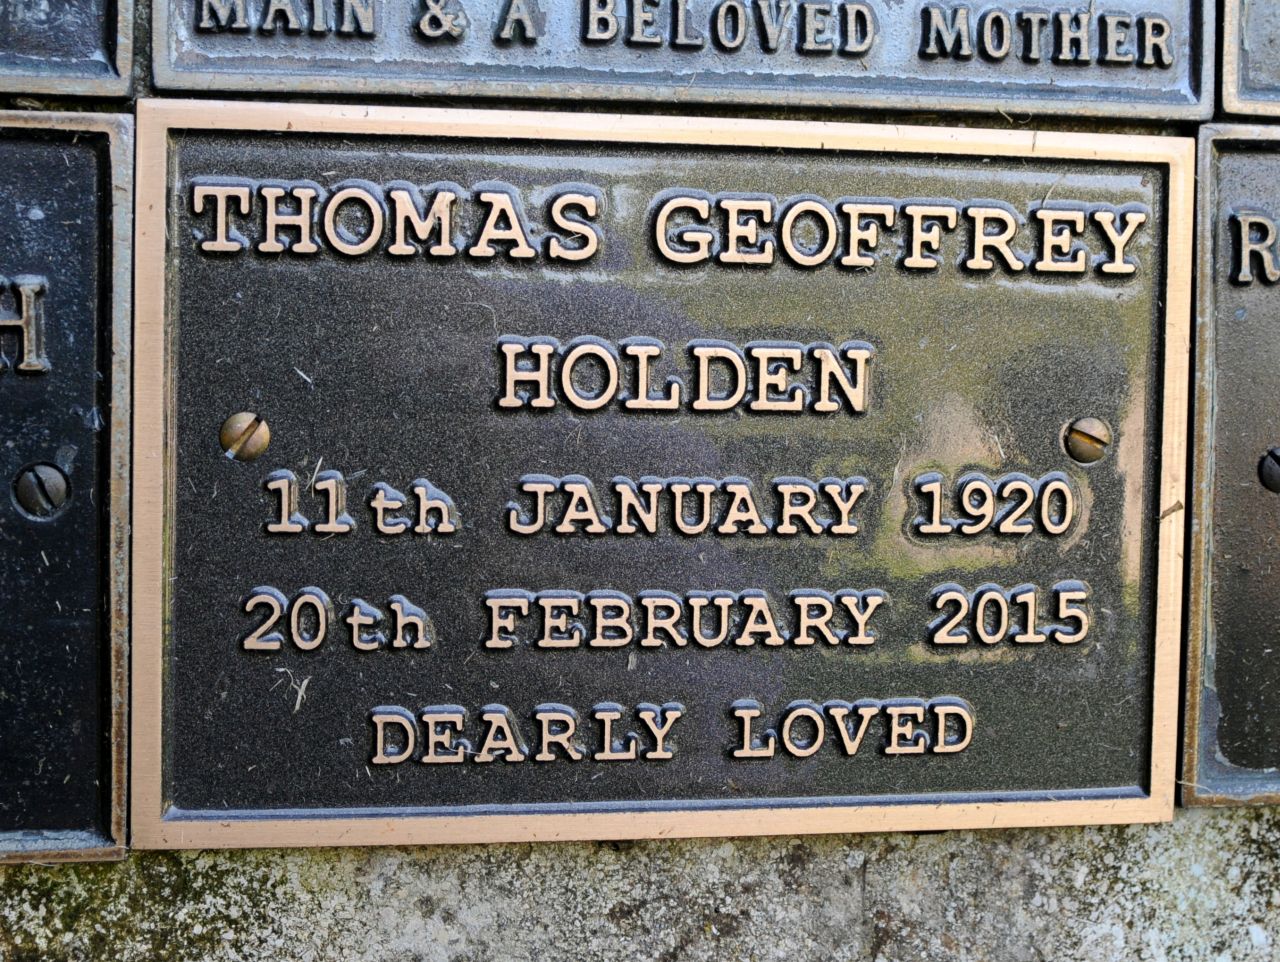 MAIN & A BELOVED MOTHER
THOMAS GEOFFREY
HOLDEN
11th JANUARY 1920
20th FEBRUARY 2015
DEARLY LOVED
H
R